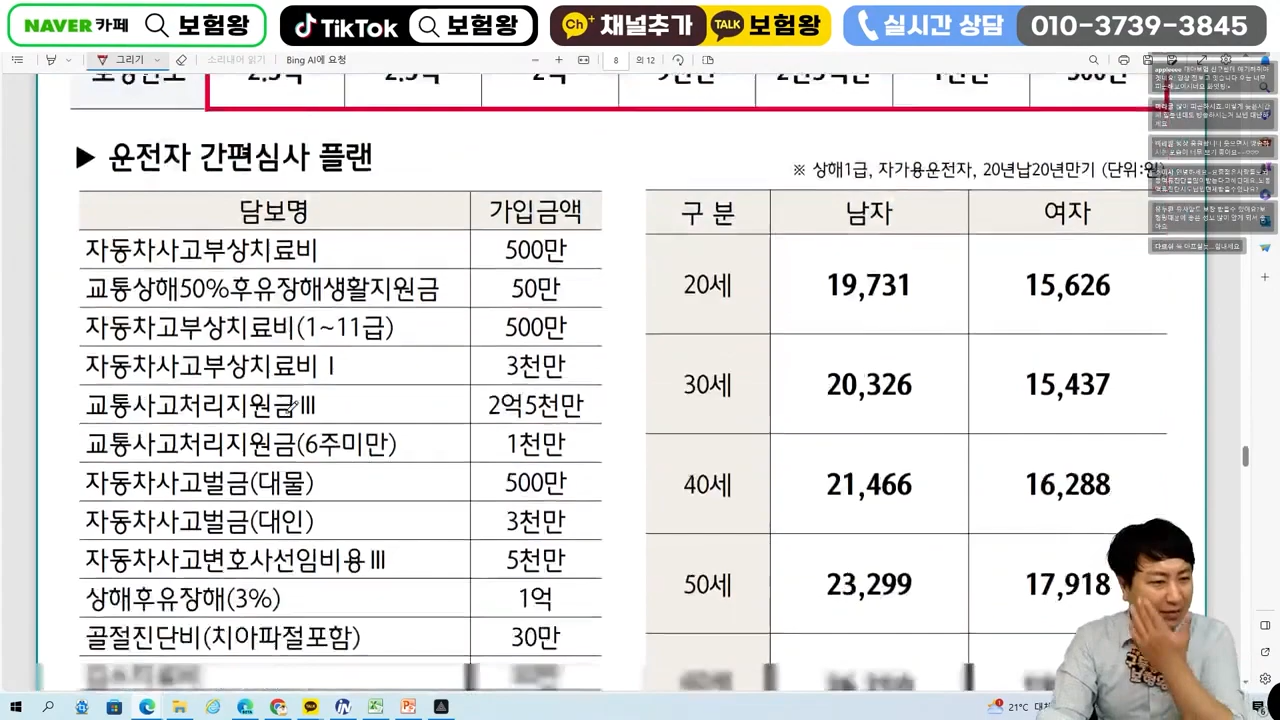 NAVER 카페 보험왕 TikTok 보험왕 Ch+ 채널추가 TALK 보험왕 실시간 상담 010-3739-3845
그리기 소리내어 읽기 Bing AI에 요청 8 의 12
▶ 운전자 간편심사 플랜
※ 상해1급, 자가용운전자, 20년납20년만기 (단위:원)
담보명 가입금액
자동차사고부상치료비 500만
교통상해50%후유장해생활지원금 50만
자동차고부상치료비(1~11급) 500만
자동차사고부상치료비Ⅰ 3천만
교통사고처리지원금Ⅲ 2억5천만
교통사고처리지원금(6주미만) 1천만
자동차사고벌금(대물) 500만
자동차사고벌금(대인) 3천만
자동차사고변호사선임비용Ⅲ 5천만
상해후유장해(3%) 1억
골절진단비(치아파절포함) 30만
구 분 남자 여자
20세 19,731 15,626
30세 20,326 15,437
40세 21,466 16,288
50세 23,299 17,918
21°C